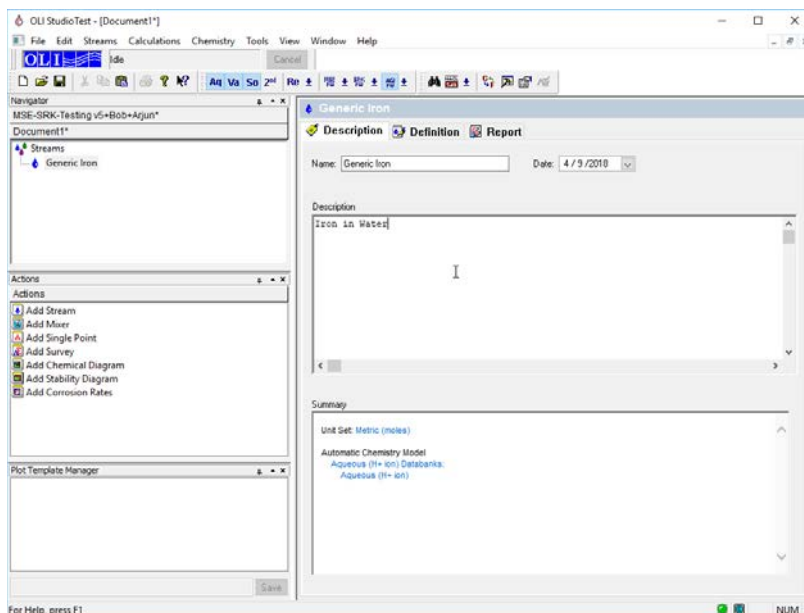 OLI StudioTest - [Document1*]
File Edit Streams Calculations Chemistry Tools View Window Help
OLI Idle Cancel
Aq Va So 2nd Re
Navigator
MSE-SRK-Testing v5+Bob+Arjun*
Document1*
Streams
Generic Iron
Actions
Actions
Add Stream
Add Mixer
Add Single Point
Add Survey
Add Chemical Diagram
Add Stability Diagram
Add Corrosion Rates
Plot Template Manager
Save
Generic Iron
Description Definition Report
Name: Generic Iron Date: 4 / 9 /2018
Description
Iron in Water
Summary
Unit Set: Metric (moles)
Automatic Chemistry Model
Aqueous (H+ ion) Databanks:
Aqueous (H+ ion)
For Help, press F1 NUM